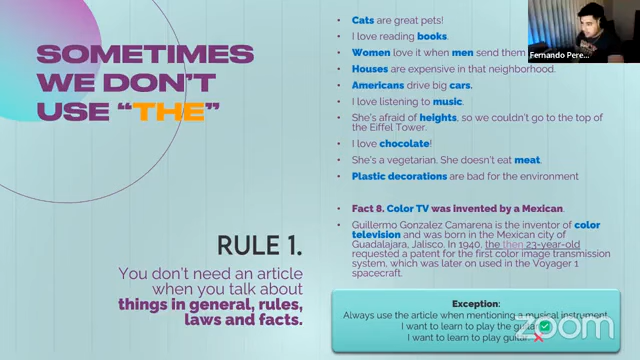 SOMETIMES
WE DON'T
USE "THE"
RULE 1.
You don't need an article
when you talk about
things in general, rules,
laws and facts.
• Cats are great pets!
• I love reading books.
• Women love it when men send them
• Houses are expensive in that neighborhood.
• Americans drive big cars.
• I love listening to music.
• She's afraid of heights, so we couldn't go to the top of
the Eiffel Tower.
• I love chocolate!
• She's a vegetarian. She doesn't eat meat.
• Plastic decorations are bad for the environment
• Fact 8. Color TV was invented by a Mexican.
• Guillermo Gonzalez Camarena is the inventor of color
television and was born in the Mexican city of
Guadalajara, Jalisco. In 1940, the then 23-year-old
requested a patent for the first color image transmission
system, which was later on used in the Voyager 1
spacecraft.
Exception:
Always use the article when mentioning a musical instrument
I want to learn to play the guitar
I want to learn to play guitar.
Fernando Pere...
zoom